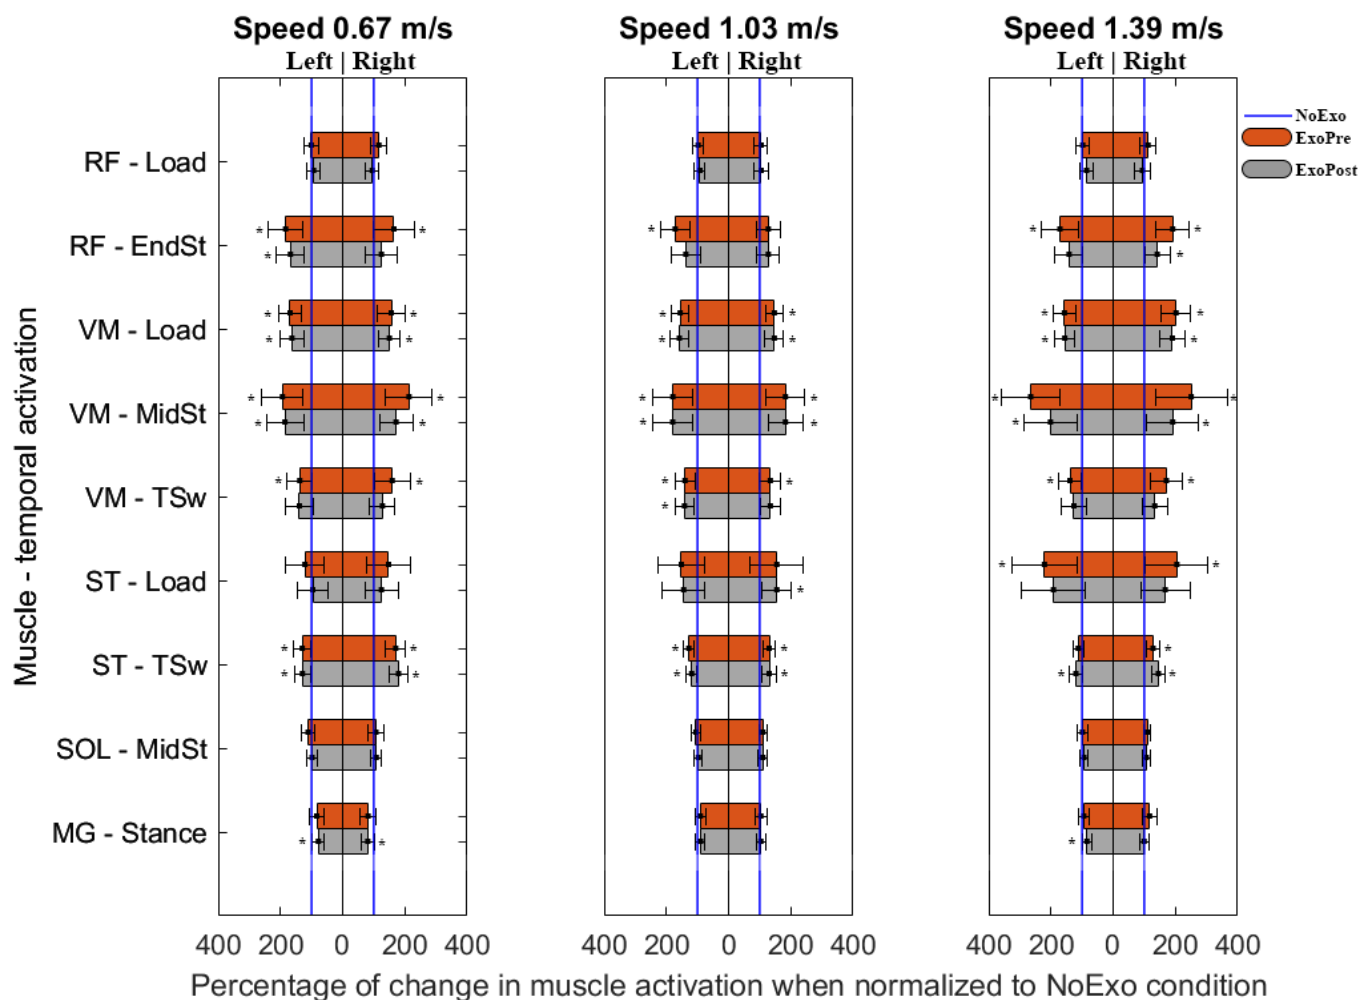 Speed 0.67 m/s
Speed 1.03 m/s
Speed 1.39 m/s
Left | Right
Left | Right
Left | Right
NoExo
ExoPre
ExoPost
Muscle - temporal activation
RF - Load
RF - EndSt
VM - Load
VM - MidSt
VM - TSw
ST - Load
ST - TSw
SOL - MidSt
MG - Stance
400 200 0 200 400
400 200 0 200 400
400 200 0 200 400
Percentage of change in muscle activation when normalized to NoExo condition